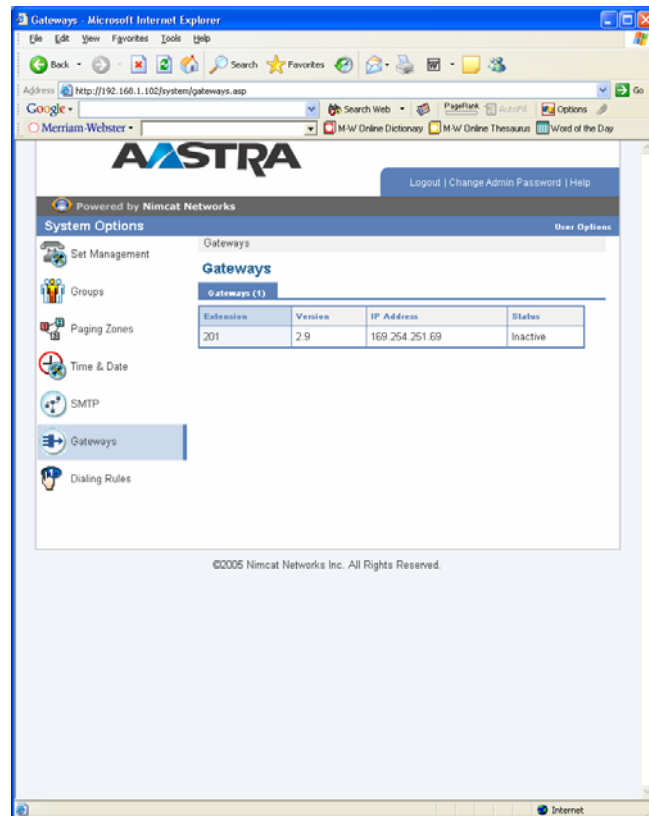 Gateways - Microsoft Internet Explorer
File Edit View Favorites Tools Help
Back Search Favorites
Address http://192.168.1.102/system/gateways.asp Go
Google Search Web PageRank AutoFill Options
Merriam-Webster M-W Online Dictionary M-W Online Thesaurus Word of the Day
AASTRA
Logout | Change Admin Password | Help
Powered by Nimcat Networks
System Options User Options
Set Management
Groups
Paging Zones
Time & Date
SMTP
Gateways
Dialing Rules
Gateways
Gateways
Gateways (1)
Extension Version IP Address Status
201 2.9 169.254.251.69 Inactive
©2005 Nimcat Networks Inc. All Rights Reserved.
Internet